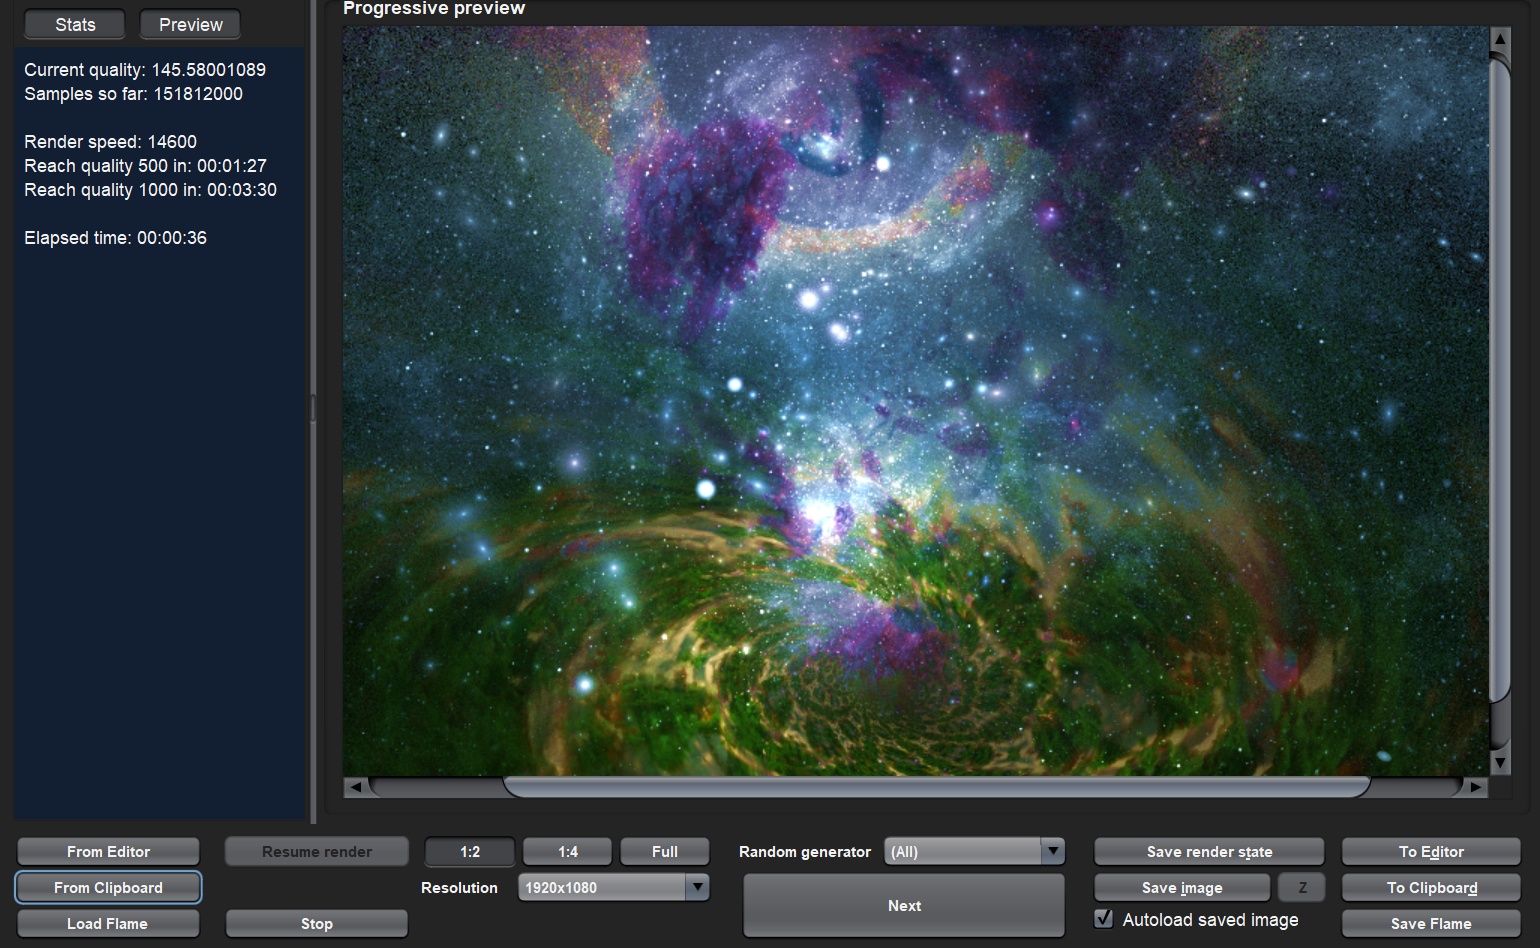 Stats
Preview
Progressive preview
Current quality: 145.58001089
Samples so far: 151812000
Render speed: 14600
Reach quality 500 in: 00:01:27
Reach quality 1000 in: 00:03:30
Elapsed time: 00:00:36
From Editor
Resume render
1:2
1:4
Full
Random generator
(All)
Save render state
To Editor
From Clipboard
Resolution
1920x1080
Next
Save image
Z
To Clipboard
Load Flame
Stop
Autoload saved image
Save Flame